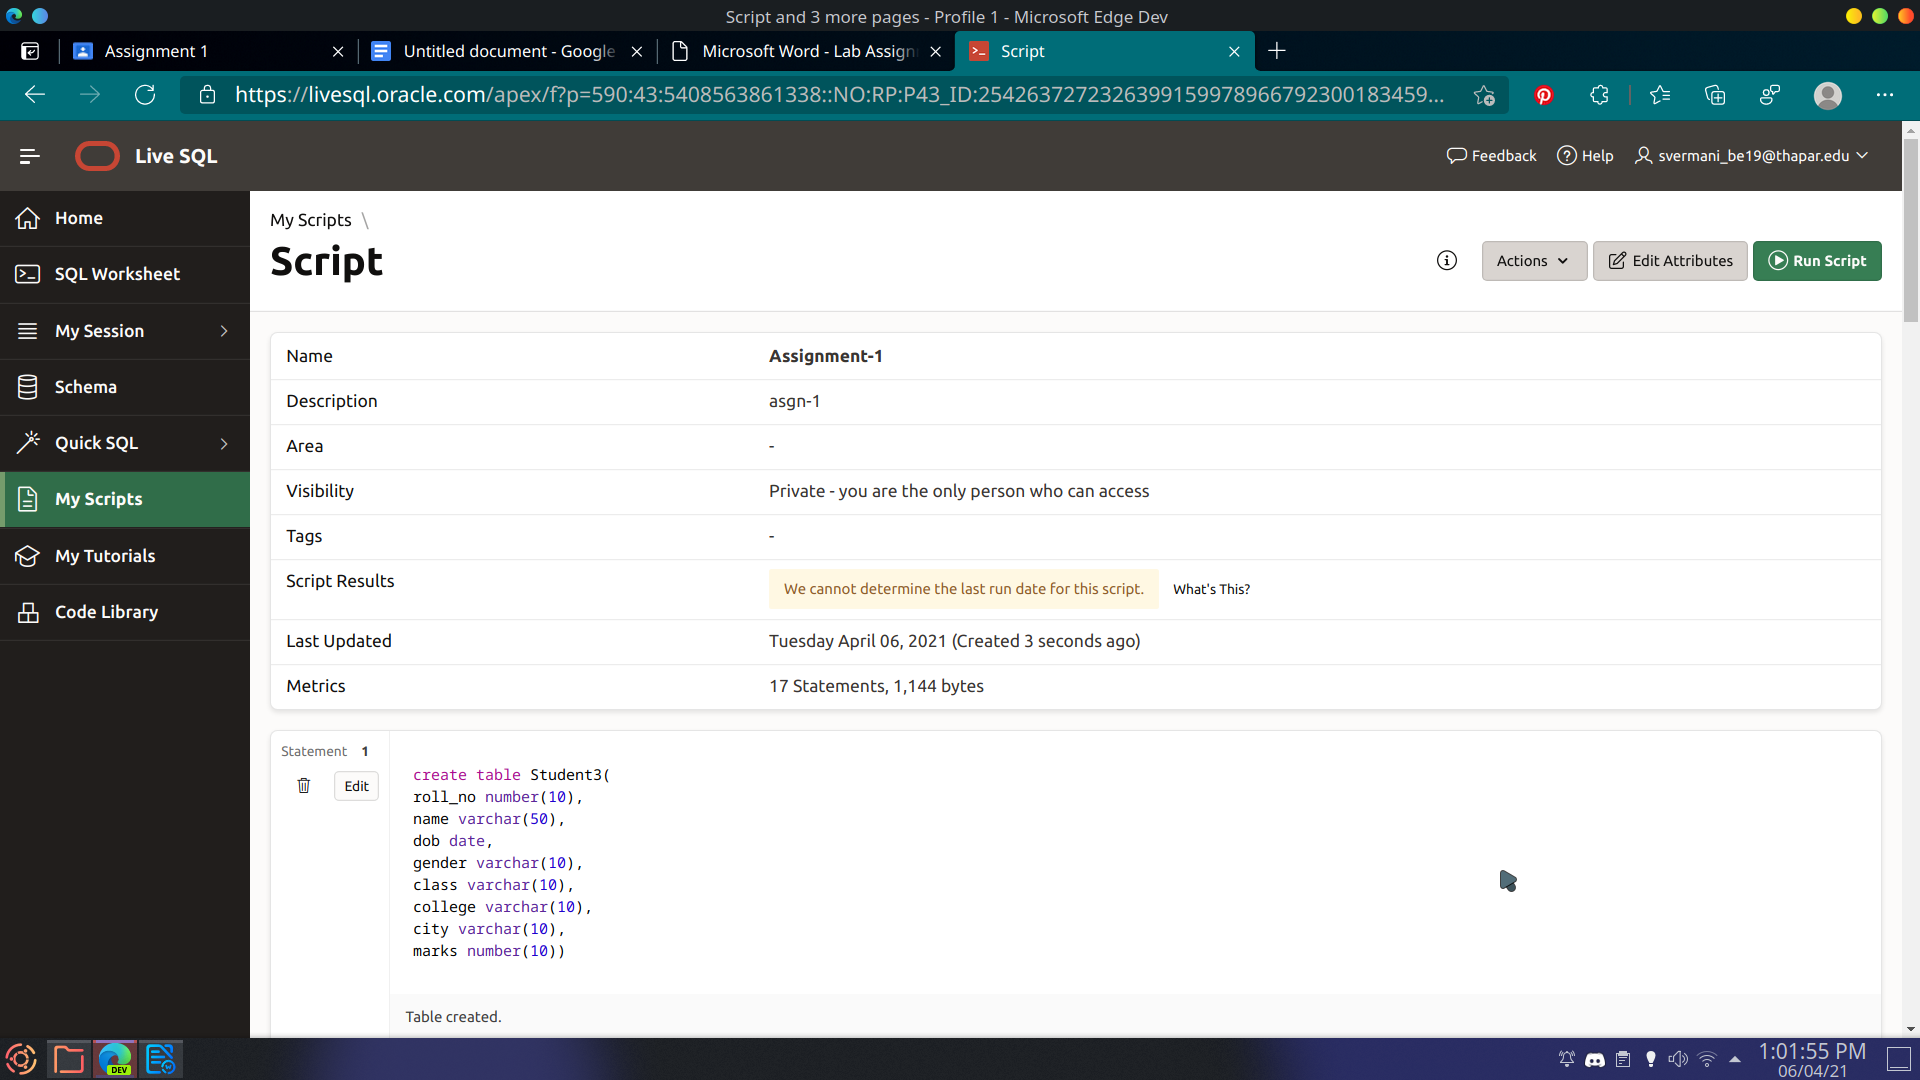 Script and 3 more pages - Profile 1 - Microsoft Edge Dev
Assignment 1
Untitled document - Google
Microsoft Word - Lab Assign
Script
https://livesql.oracle.com/apex/f?p=590:43:5408563861338::NO:RP:P43_ID:254263727232639915997896679230018​3459...
Live SQL
Feedback
Help
svermani_be19@thapar.edu
Home
SQL Worksheet
My Session
Schema
Quick SQL
My Scripts
My Tutorials
Code Library
My Scripts \
Script
Actions
Edit Attributes
Run Script
Name Assignment-1
Description asgn-1
Area -
Visibility Private - you are the only person who can access
Tags -
Script Results We cannot determine the last run date for this script. What's This?
Last Updated Tuesday April 06, 2021 (Created 3 seconds ago)
Metrics 17 Statements, 1,144 bytes
Statement 1
Edit
create table Student3(
roll_no number(10),
name varchar(50),
dob date,
gender varchar(10),
class varchar(10),
college varchar(10),
city varchar(10),
marks number(10))
Table created.
DEV
1:01:55 PM
06/04/21